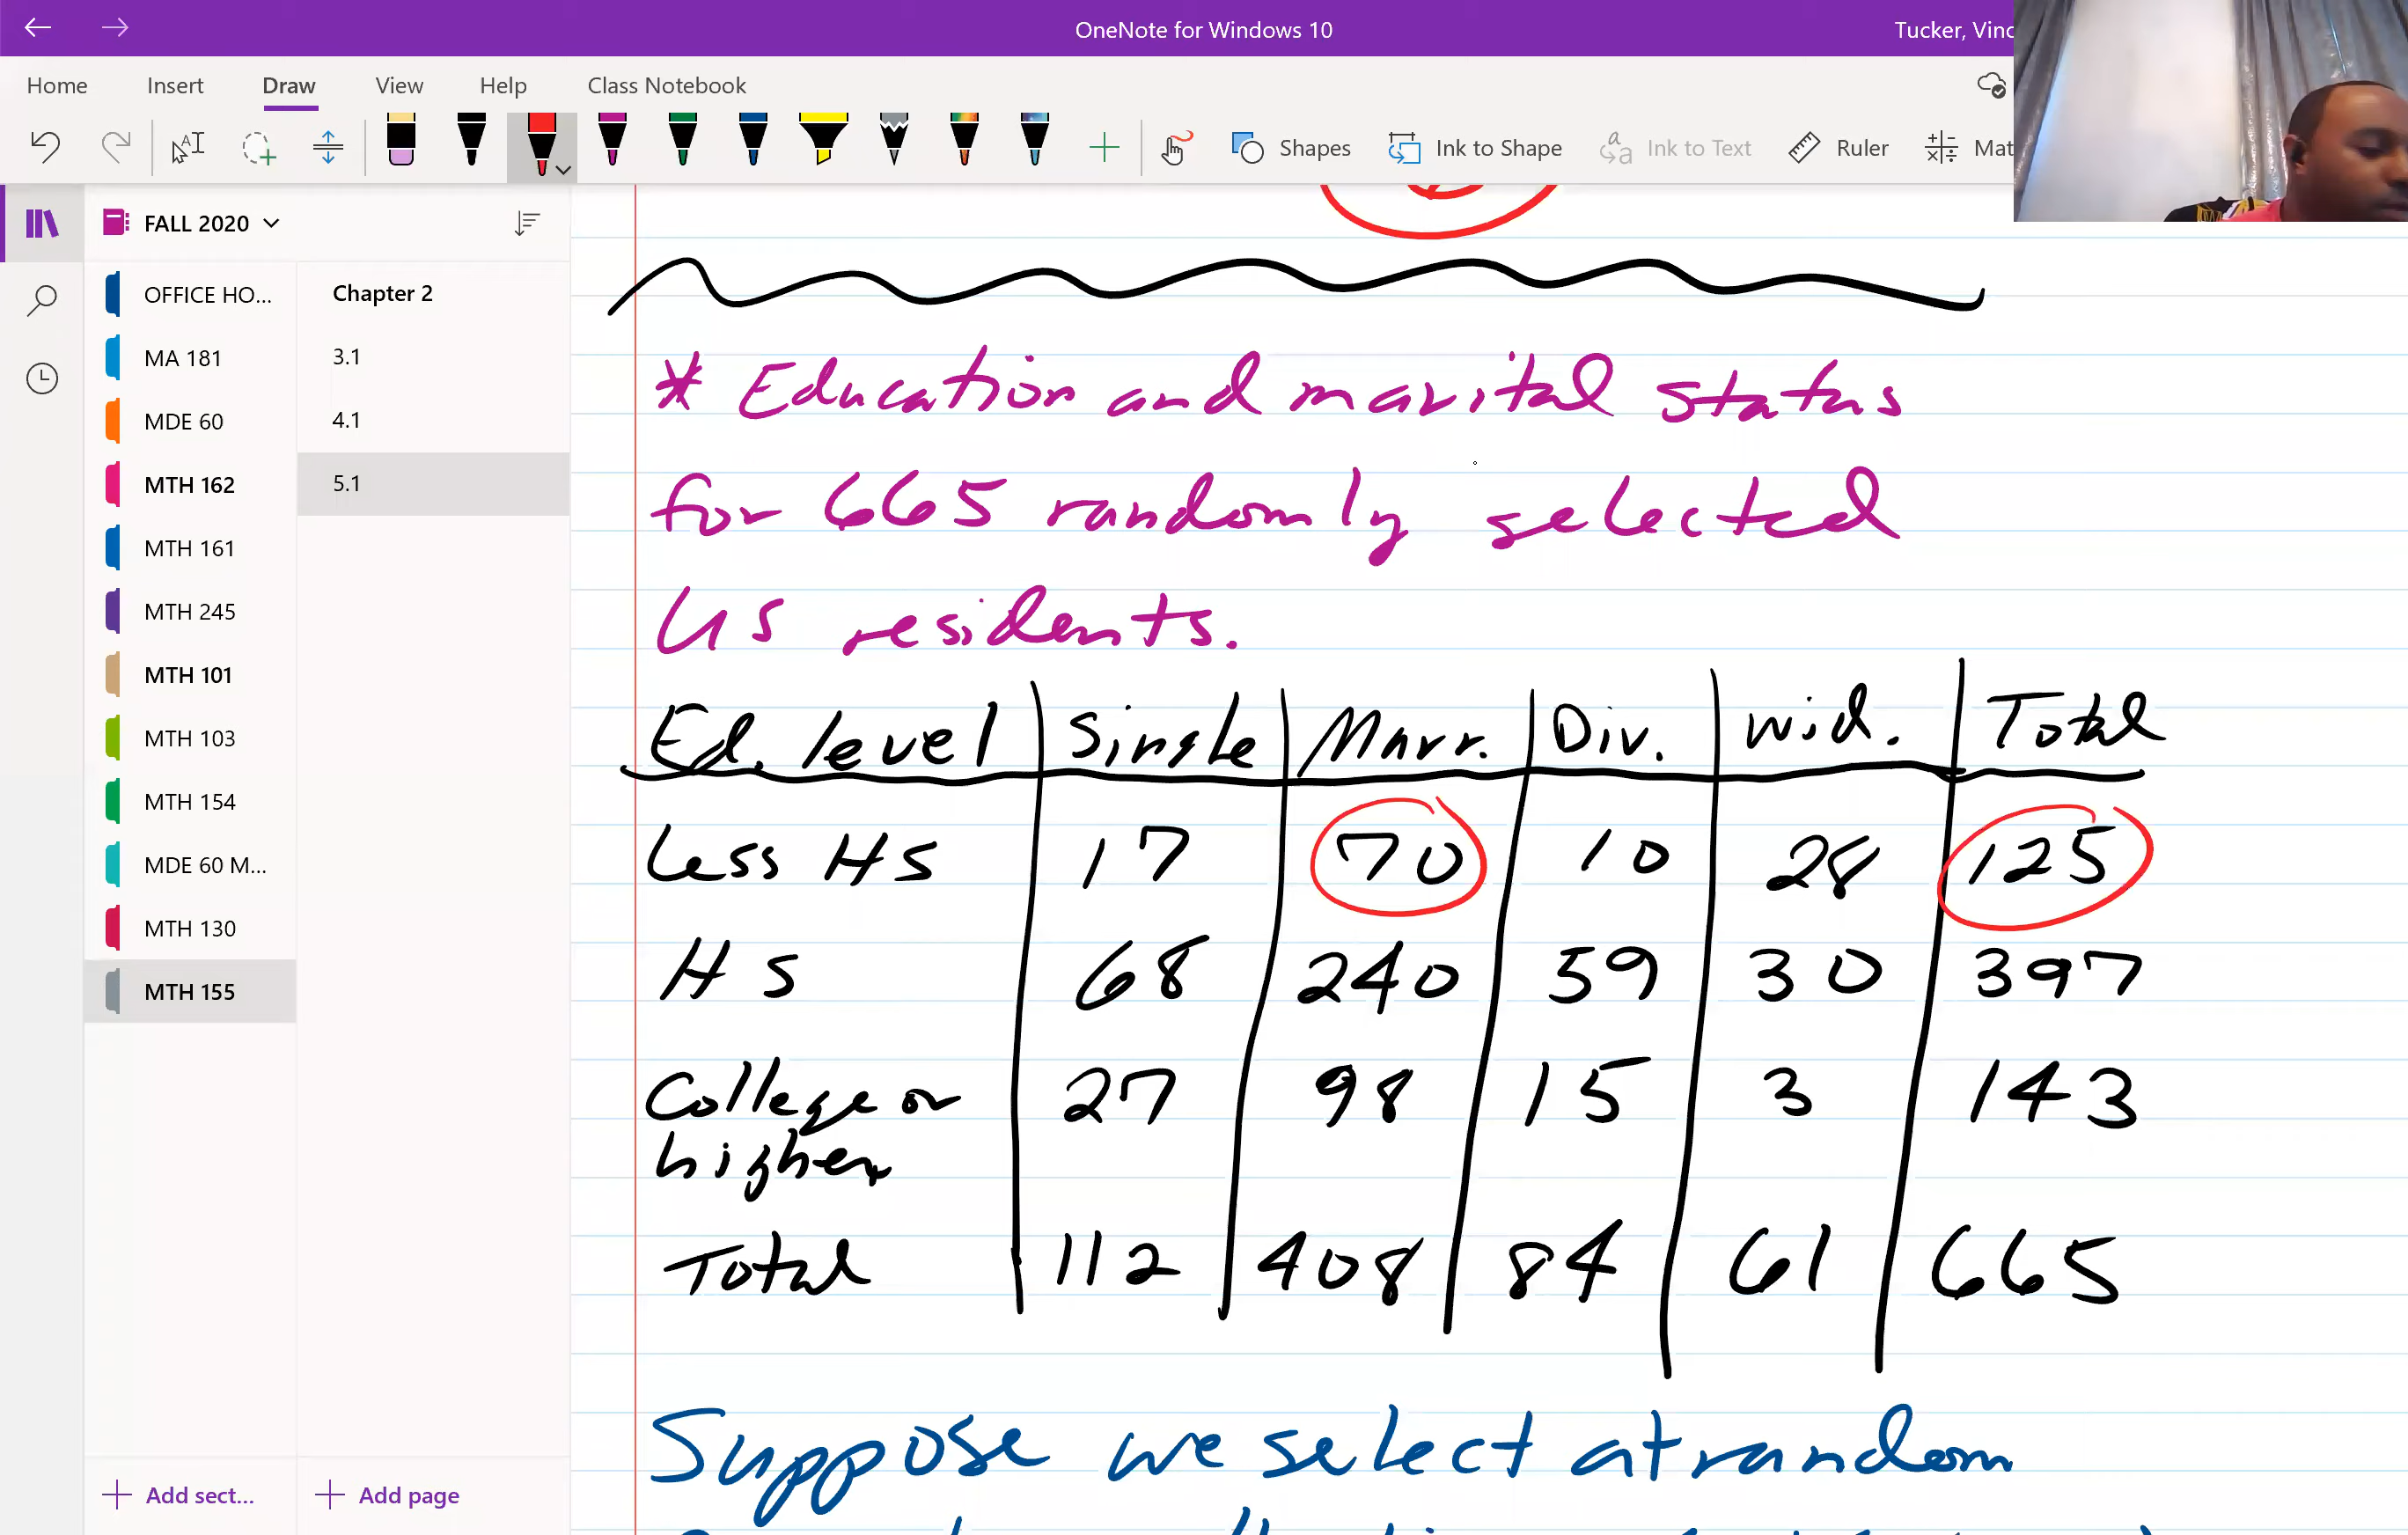 OneNote for Windows 10
Tucker, Vinc
Home Insert Draw View Help Class Notebook
Shapes Ink to Shape Ink to Text Ruler Mat
FALL 2020
OFFICE HO...
MA 181
MDE 60
MTH 162
MTH 161
MTH 245
MTH 101
MTH 103
MTH 154
MDE 60 M...
MTH 130
MTH 155
Add sect...
Chapter 2
3.1
4.1
5.1
Add page
* Education and marital status
for 665 randomly selected
US residents.
Ed. level Single Marr. Div. Wid. Total
Less HS 17 70 10 28 125
HS 68 240 59 30 397
College or 27 98 15 3 143
higher
Total 112 408 84 61 665
Suppose we select at random